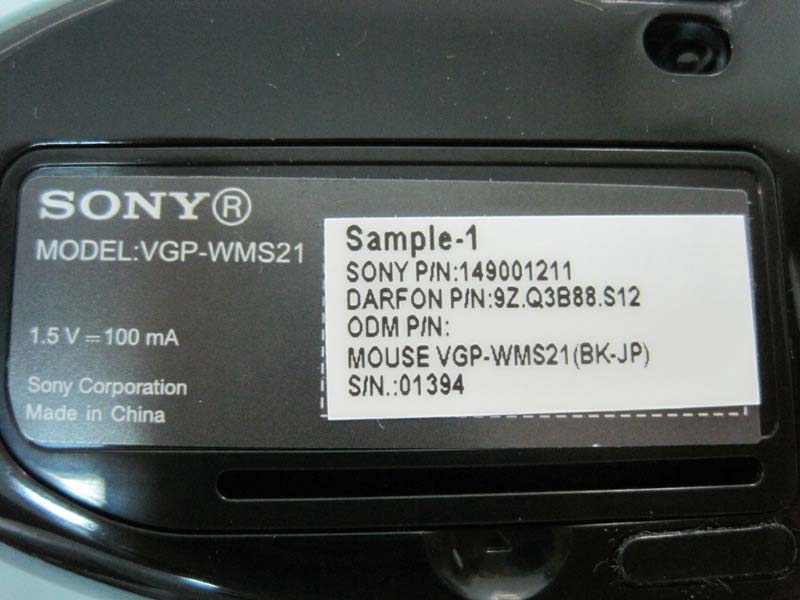 SONY®
MODEL:VGP-WMS21
1.5 V ⎓ 100 mA
Sony Corporation
Made in China
Sample-1
SONY P/N:149001211
DARFON P/N:9Z.Q3B88.S12
ODM P/N:
MOUSE VGP-WMS21(BK-JP)
S/N.:01394